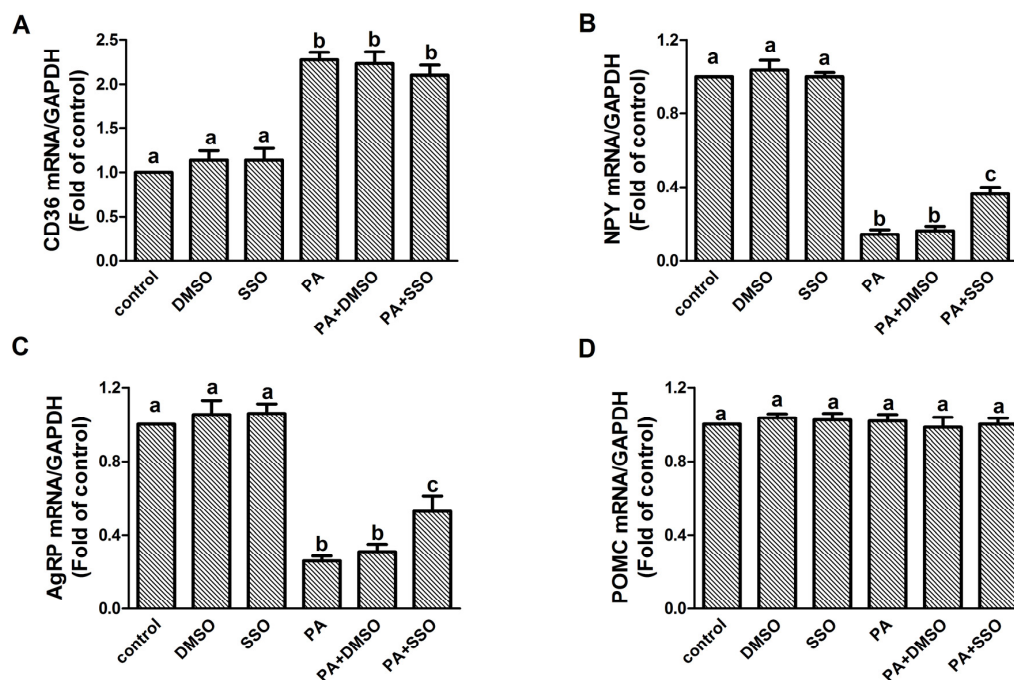 A
CD36 mRNA/GAPDH
(Fold of control)
2.5
2.0
1.5
1.0
0.5
0.0
a
a
a
b
b
b
control
DMSO
SSO
PA
PA+DMSO
PA+SSO
B
NPY mRNA/GAPDH
(Fold of control)
1.2
0.8
0.4
0.0
a
a
a
b
b
c
control
DMSO
SSO
PA
PA+DMSO
PA+SSO
C
AgRP mRNA/GAPDH
(Fold of control)
1.2
0.8
0.4
0.0
a
a
a
b
b
c
control
DMSO
SSO
PA
PA+DMSO
PA+SSO
D
POMC mRNA/GAPDH
(Fold of control)
1.2
0.8
0.4
0.0
a
a
a
a
a
a
control
DMSO
SSO
PA
PA+DMSO
PA+SSO